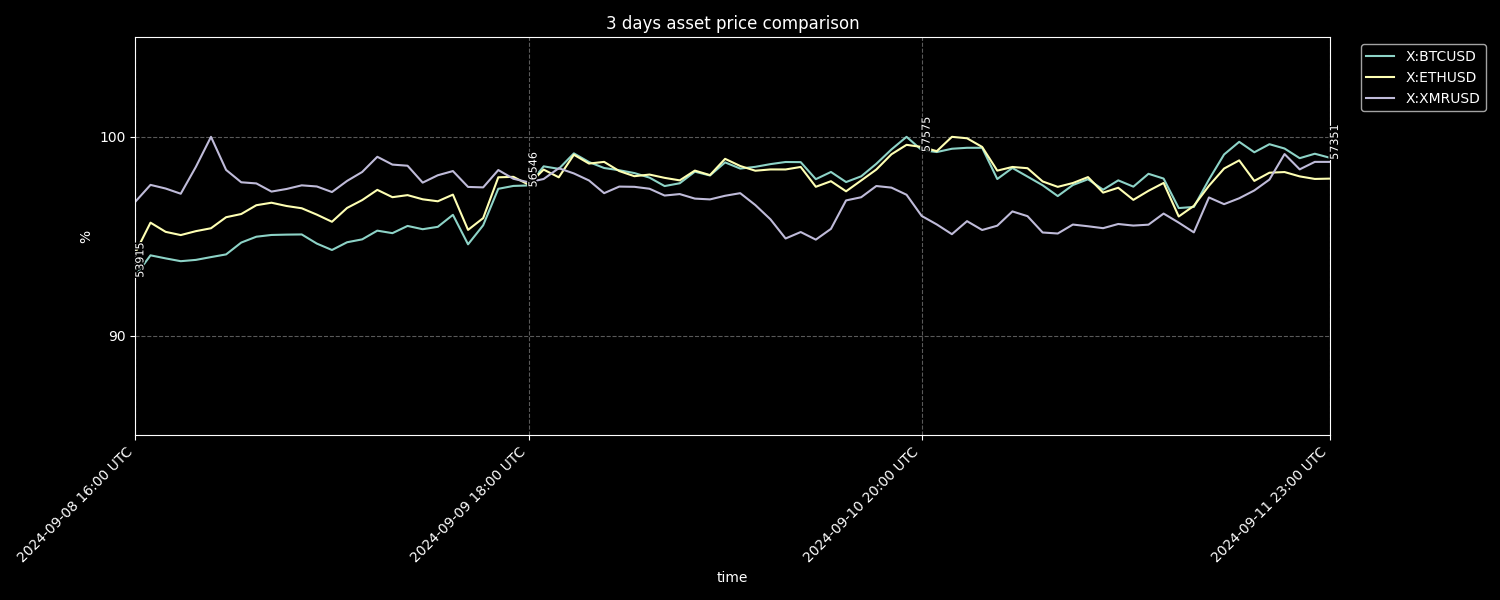 3 days asset price comparison
X:BTCUSD
X:ETHUSD
X:XMRUSD
100
90
%
53915
56546
57575
57351
2024-09-08 16:00 UTC
2024-09-09 18:00 UTC
2024-09-10 20:00 UTC
2024-09-11 23:00 UTC
time